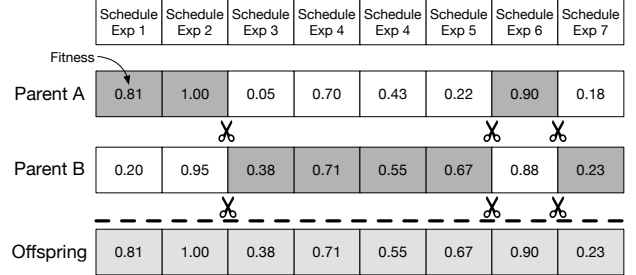 Schedule Schedule Schedule Schedule Schedule Schedule Schedule Schedule
Exp 1 Exp 2 Exp 3 Exp 4 Exp 4 Exp 5 Exp 6 Exp 7
Fitness
Parent A 0.81 1.00 0.05 0.70 0.43 0.22 0.90 0.18
Parent B 0.20 0.95 0.38 0.71 0.55 0.67 0.88 0.23
Offspring 0.81 1.00 0.38 0.71 0.55 0.67 0.90 0.23